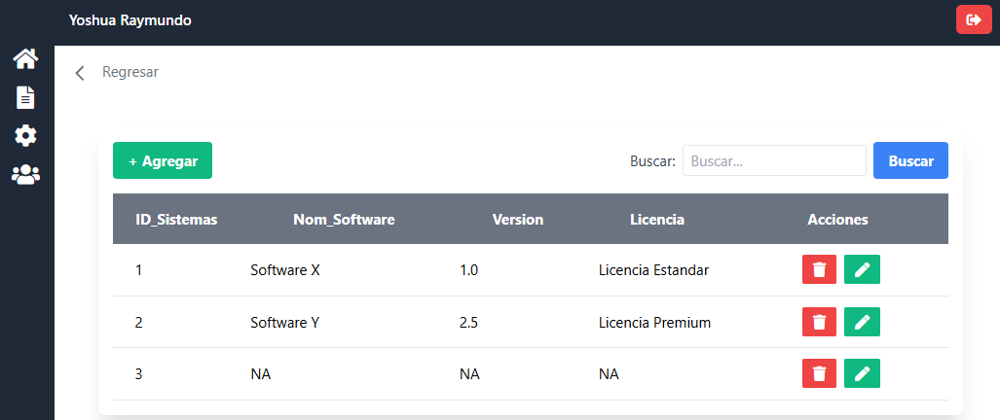 Yoshua Raymundo
Regresar
+ Agregar Buscar: Buscar... Buscar
ID_Sistemas Nom_Software Version Licencia Acciones
1 Software X 1.0 Licencia Estandar
2 Software Y 2.5 Licencia Premium
3 NA NA NA